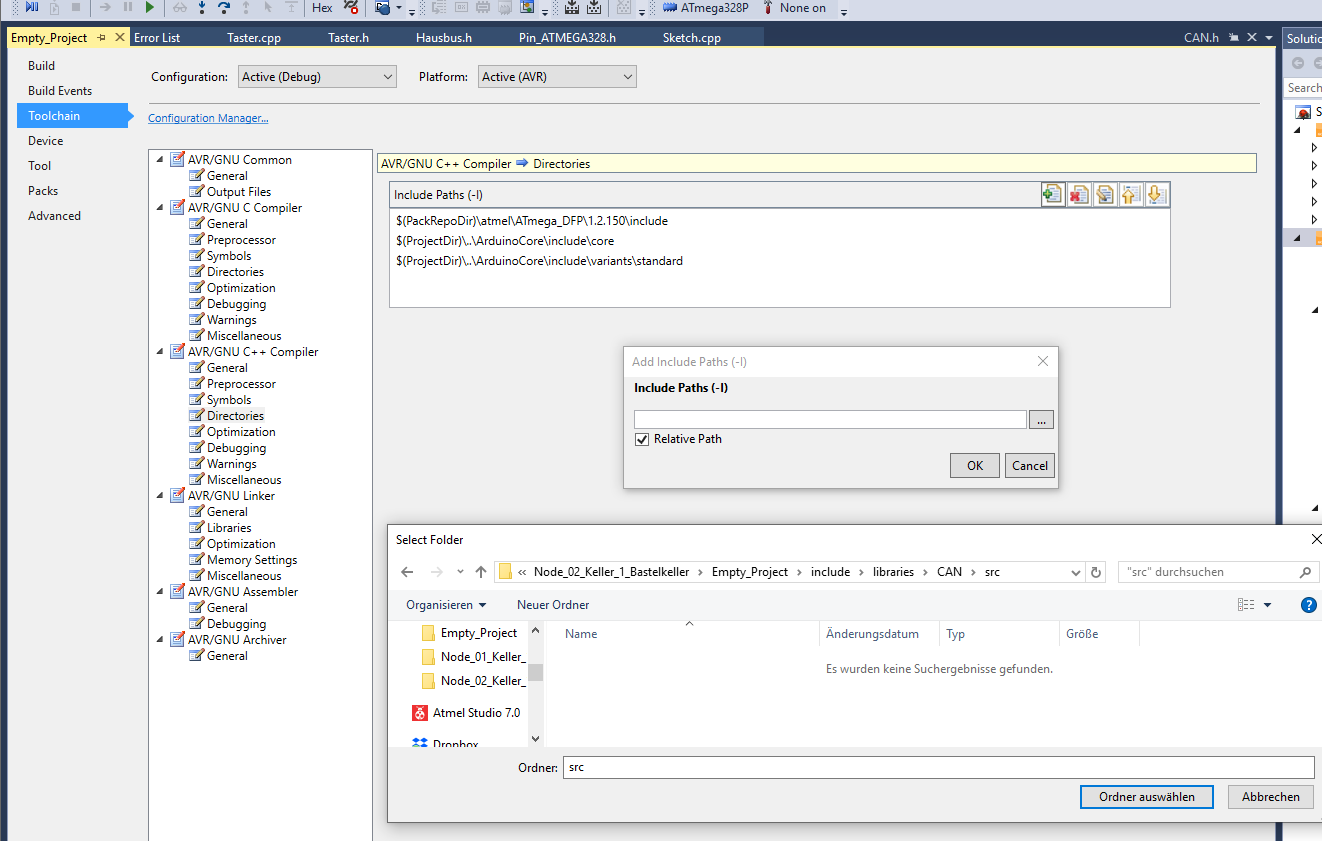 Hex ATmega328P None on
Empty_Project Error List Taster.cpp Taster.h Hausbus.h Pin_ATMEGA328.h Sketch.cpp CAN.h
Build
Build Events
Toolchain
Device
Tool
Packs
Advanced
Configuration: Active (Debug) Platform: Active (AVR)
Configuration Manager...
AVR/GNU Common
General
Output Files
AVR/GNU C Compiler
General
Preprocessor
Symbols
Directories
Optimization
Debugging
Warnings
Miscellaneous
AVR/GNU C++ Compiler
General
Preprocessor
Symbols
Directories
Optimization
Debugging
Warnings
Miscellaneous
AVR/GNU Linker
General
Libraries
Optimization
Memory Settings
Miscellaneous
AVR/GNU Assembler
General
Debugging
AVR/GNU Archiver
General
AVR/GNU C++ Compiler Directories
Include Paths (-I)
$(PackRepoDir)\atmel\ATmega_DFP\1.2.150\include
$(ProjectDir)\..\ArduinoCore\include\core
$(ProjectDir)\..\ArduinoCore\include\variants\standard
Add Include Paths (-I)
Include Paths (-I)
...
Relative Path
OK Cancel
Select Folder
« Node_02_Keller_1_Bastelkeller › Empty_Project › include › libraries › CAN › src "src" durchsuchen
Organisieren Neuer Ordner
Name Änderungsdatum Typ Größe
Es wurden keine Suchergebnisse gefunden.
Empty_Project
Node_01_Keller_
Node_02_Keller_
Atmel Studio 7.0
Dropbox
Ordner: src
Ordner auswählen Abbrechen
Search